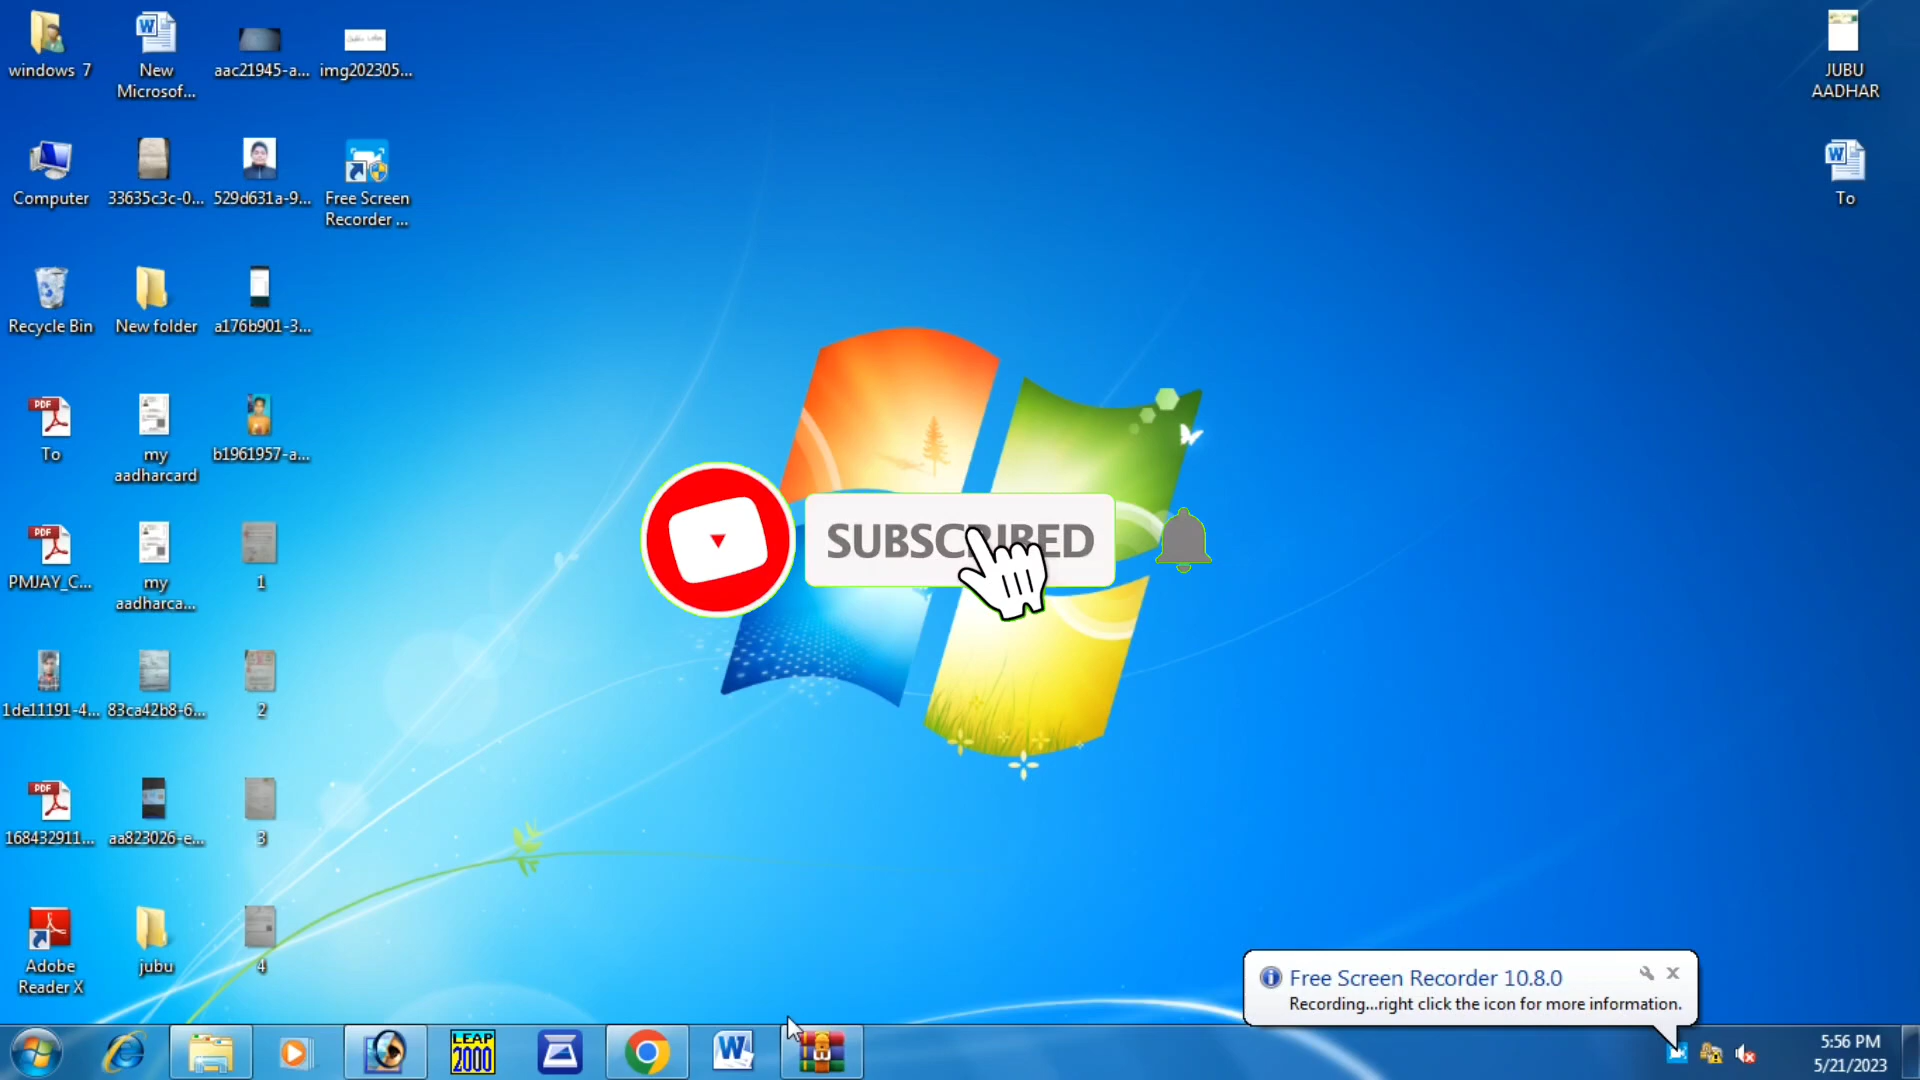 windows 7
New
Microsof...
aac21945-a...
img202305...
JUBU
AADHAR
Computer
33635c3c-0...
529d631a-9...
Free Screen
Recorder ...
To
Recycle Bin
New folder
a176b901-3...
To
my
aadharcard
b1961957-a...
SUBSCRIBED
PMJAY_C...
my
aadharca...
1
1de11191-4...
83ca42b8-6...
2
168432911...
aa823026-e...
3
Adobe
Reader X
jubu
4
Free Screen Recorder 10.8.0
Recording...right click the icon for more information.
LEAP
2000
5:56 PM
5/21/2023